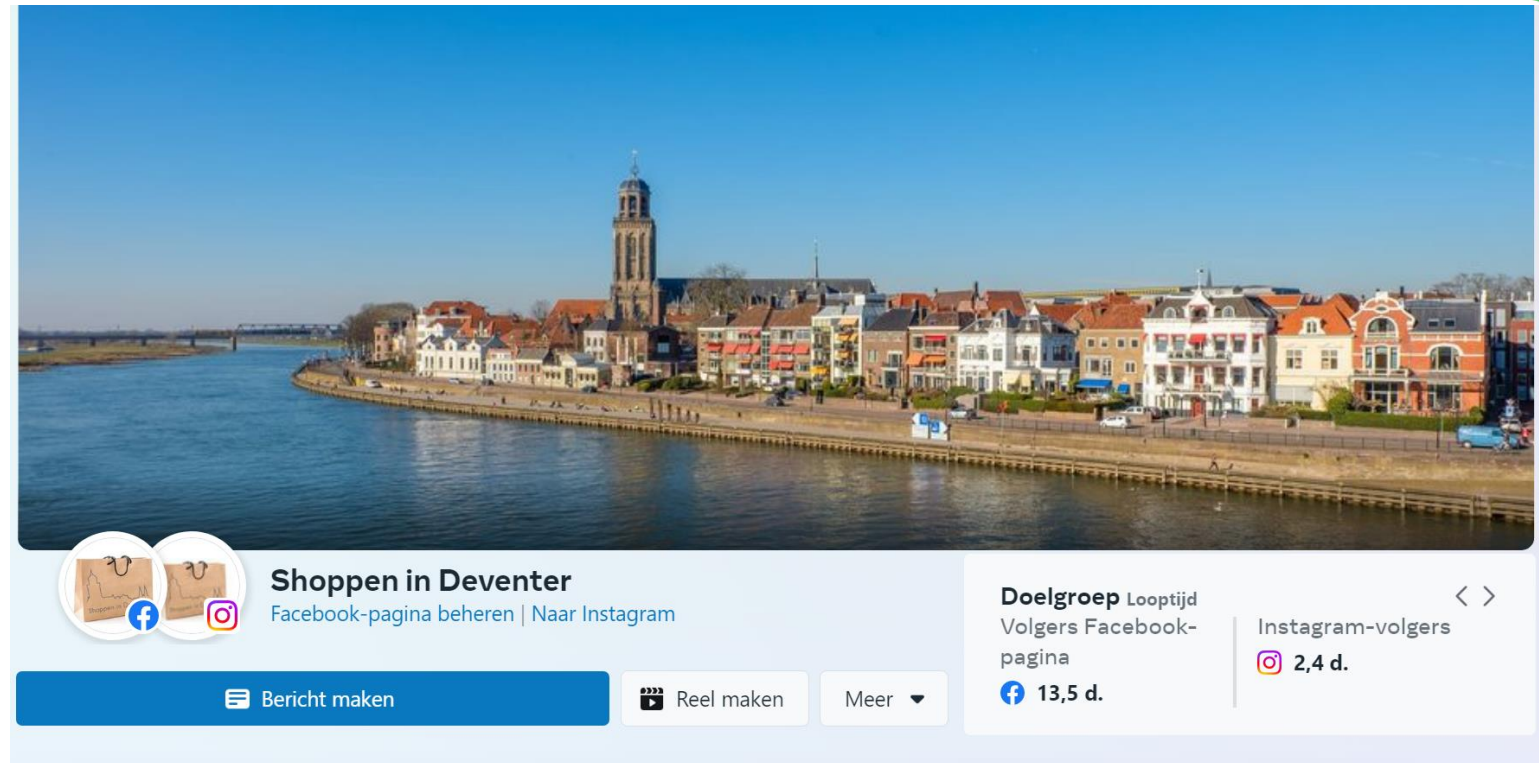 Shoppen in Deventer
Facebook-pagina beheren | Naar Instagram
Bericht maken
Reel maken
Meer
Doelgroep Looptijd
Volgers Facebook-
pagina
13,5 d.
Instagram-volgers
2,4 d.